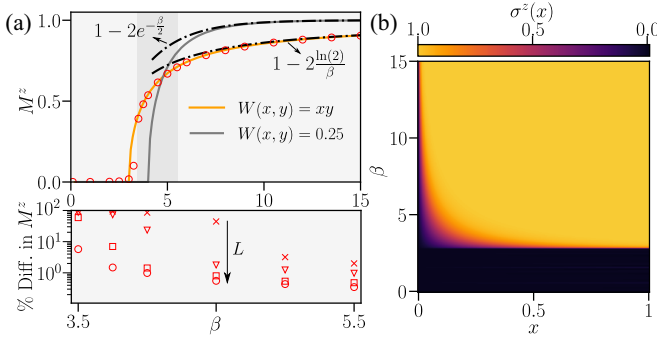 (a)
M^z
1.0
0.5
0.0
1 − 2e^{−β/2}
1 − 2 ln(2)/β
W(x, y) = xy
W(x, y) = 0.25
0 5 10 15
% Diff. in M^z
10^2
10^1
10^0
L
3.5 β 5.5
(b)
σ^z(x)
1.0 0.5 0.0
β
15
10
5
0
0 0.5 1
x